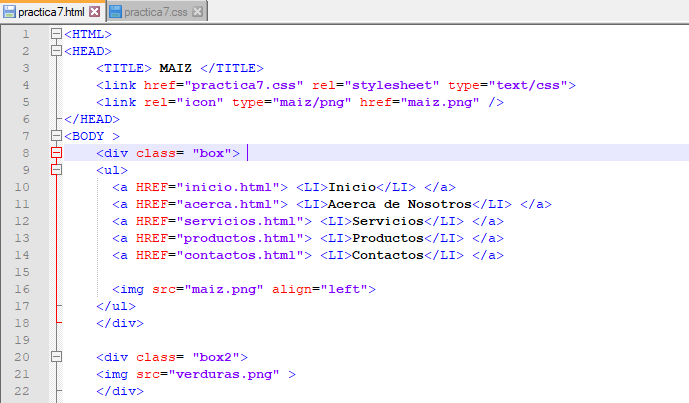 practica7.html practica7.css
1 <HTML>
2 <HEAD>
3 <TITLE> MAIZ </TITLE>
4 <link href="practica7.css" rel="stylesheet" type="text/css">
5 <link rel="icon" type="maiz/png" href="maiz.png" />
6 </HEAD>
7 <BODY >
8 <div class= "box">
9 <ul>
10 <a HREF="inicio.html"> <LI>Inicio</LI> </a>
11 <a HREF="acerca.html"> <LI>Acerca de Nosotros</LI> </a>
12 <a HREF="servicios.html"> <LI>Servicios</LI> </a>
13 <a HREF="productos.html"> <LI>Productos</LI> </a>
14 <a HREF="contactos.html"> <LI>Contactos</LI> </a>
15
16 <img src="maiz.png" align="left">
17 </ul>
18 </div>
19
20 <div class= "box2">
21 <img src="verduras.png" >
22 </div>